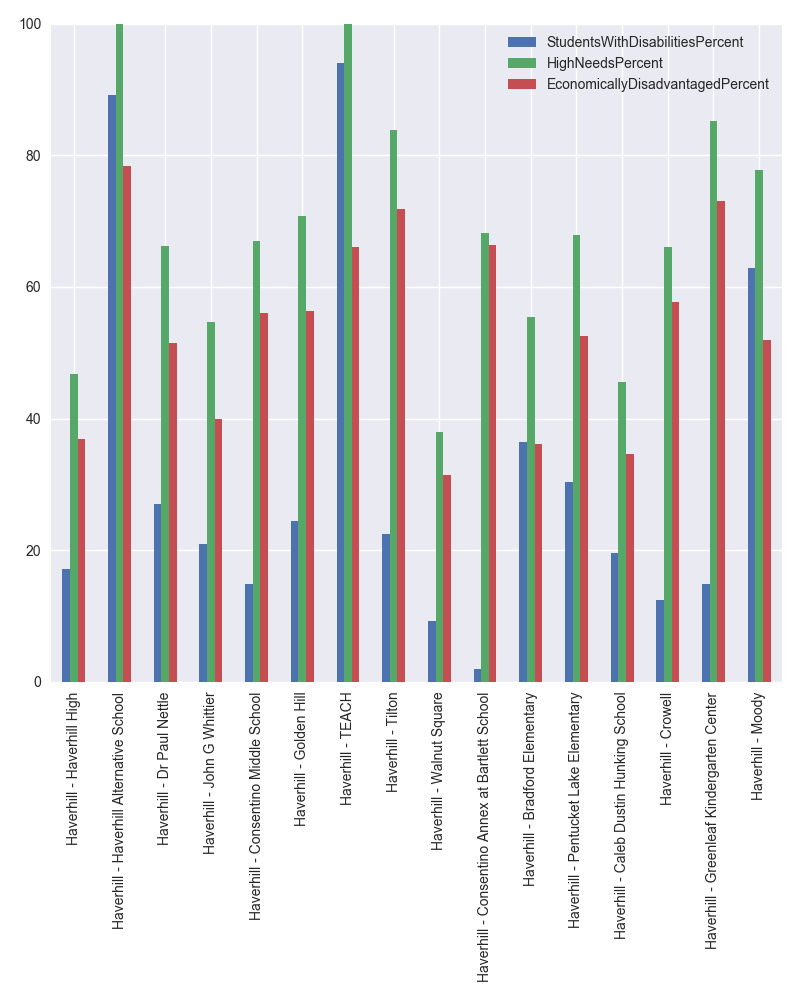 100
80
60
40
20
0
StudentsWithDisabilitiesPercent
HighNeedsPercent
EconomicallyDisadvantagedPercent
Haverhill - Haverhill High
Haverhill - Haverhill Alternative School
Haverhill - Dr Paul Nettle
Haverhill - John G Whittier
Haverhill - Consentino Middle School
Haverhill - Golden Hill
Haverhill - TEACH
Haverhill - Tilton
Haverhill - Walnut Square
Haverhill - Consentino Annex at Bartlett School
Haverhill - Bradford Elementary
Haverhill - Pentucket Lake Elementary
Haverhill - Caleb Dustin Hunking School
Haverhill - Crowell
Haverhill - Greenleaf Kindergarten Center
Haverhill - Moody